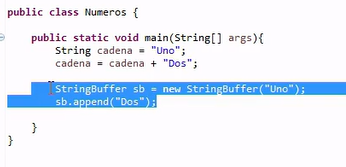 public class Numeros {
public static void main(String[] args){
String cadena = "Uno";
cadena = cadena + "Dos";
StringBuffer sb = new StringBuffer("Uno");
sb.append("Dos");
}
}